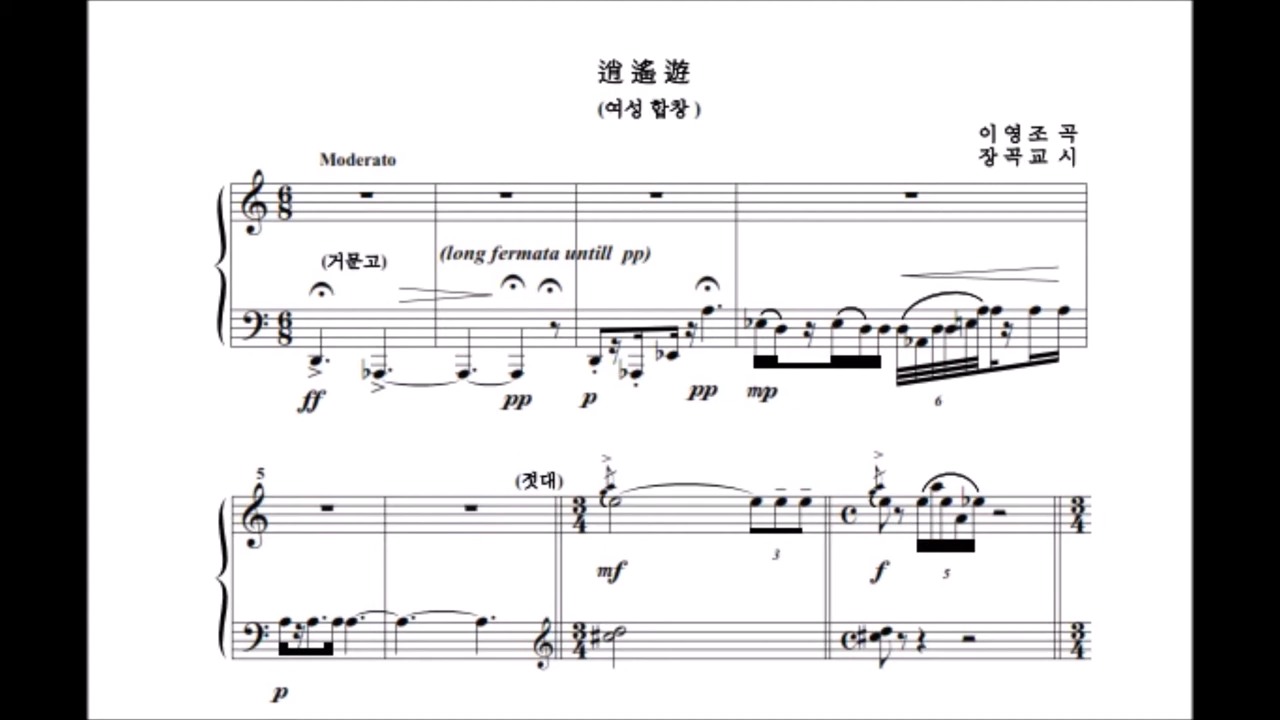 逍遙遊
(여성 합창 )
이 영 조 곡
장 곡 교 시
Moderato
(거문고)
(long fermata untill pp)
ff
pp
p
pp
mp
6
5
(젓대)
3
mf
f
5
p